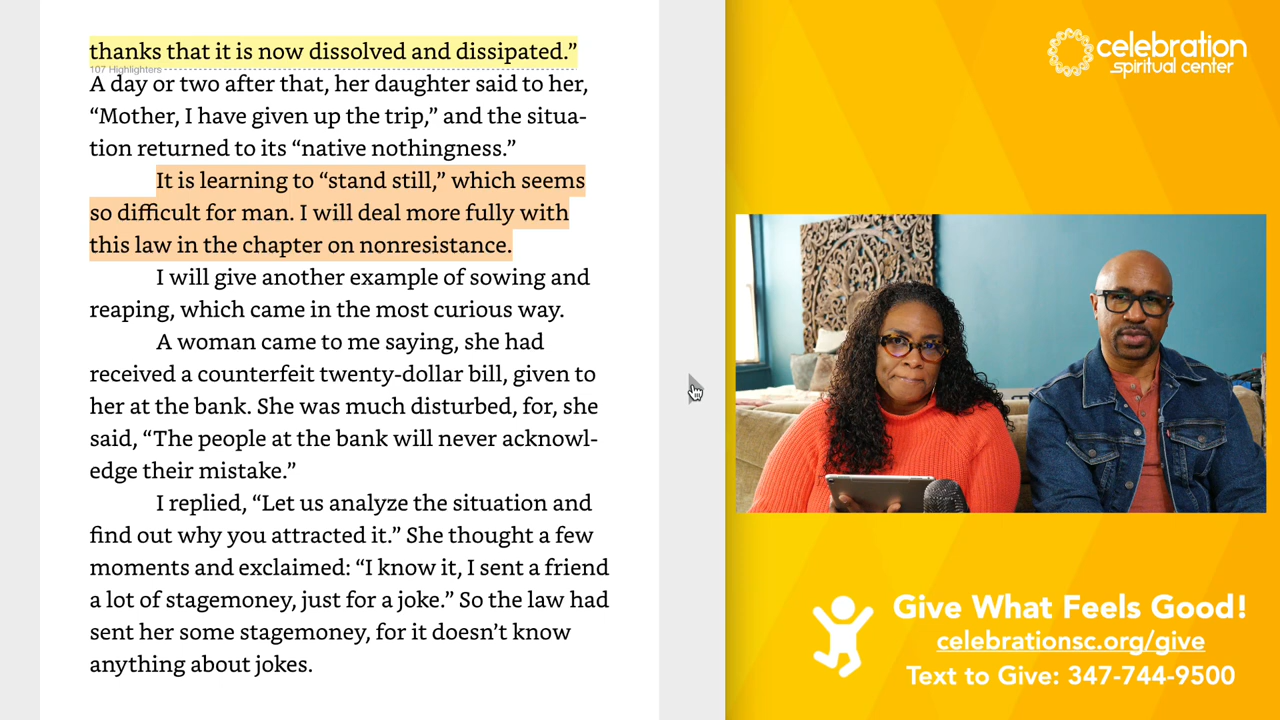 thanks that it is now dissolved and dissipated.”
107 Highlighters
A day or two after that, her daughter said to her,
“Mother, I have given up the trip,” and the situa-
tion returned to its “native nothingness.”
It is learning to “stand still,” which seems
so difficult for man. I will deal more fully with
this law in the chapter on nonresistance.
I will give another example of sowing and
reaping, which came in the most curious way.
A woman came to me saying, she had
received a counterfeit twenty-dollar bill, given to
her at the bank. She was much disturbed, for, she
said, “The people at the bank will never acknowl-
edge their mistake.”
I replied, “Let us analyze the situation and
find out why you attracted it.” She thought a few
moments and exclaimed: “I know it, I sent a friend
a lot of stagemoney, just for a joke.” So the law had
sent her some stagemoney, for it doesn’t know
anything about jokes.
celebration
spiritual center
Give What Feels Good!
celebrationsc.org/give
Text to Give: 347-744-9500